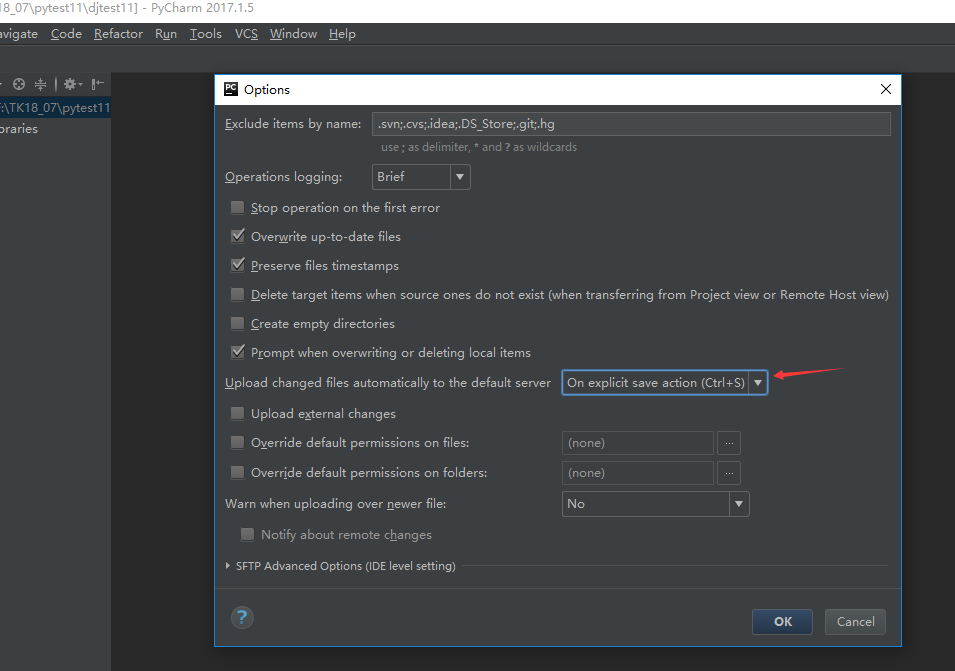 18_07\pytest11\djtest11] - PyCharm 2017.1.5
avigate Code Refactor Run Tools VCS Window Help
:\TK18_07\pytest11
oraries
PC Options
Exclude items by name: .svn;.cvs;.idea;.DS_Store;.git;.hg
use ; as delimiter, * and ? as wildcards
Operations logging: Brief
Stop operation on the first error
Overwrite up-to-date files
Preserve files timestamps
Delete target items when source ones do not exist (when transferring from Project view or Remote Host view)
Create empty directories
Prompt when overwriting or deleting local items
Upload changed files automatically to the default server On explicit save action (Ctrl+S)
Upload external changes
Override default permissions on files: (none) ...
Override default permissions on folders: (none) ...
Warn when uploading over newer file: No
Notify about remote changes
SFTP Advanced Options (IDE level setting)
? OK Cancel